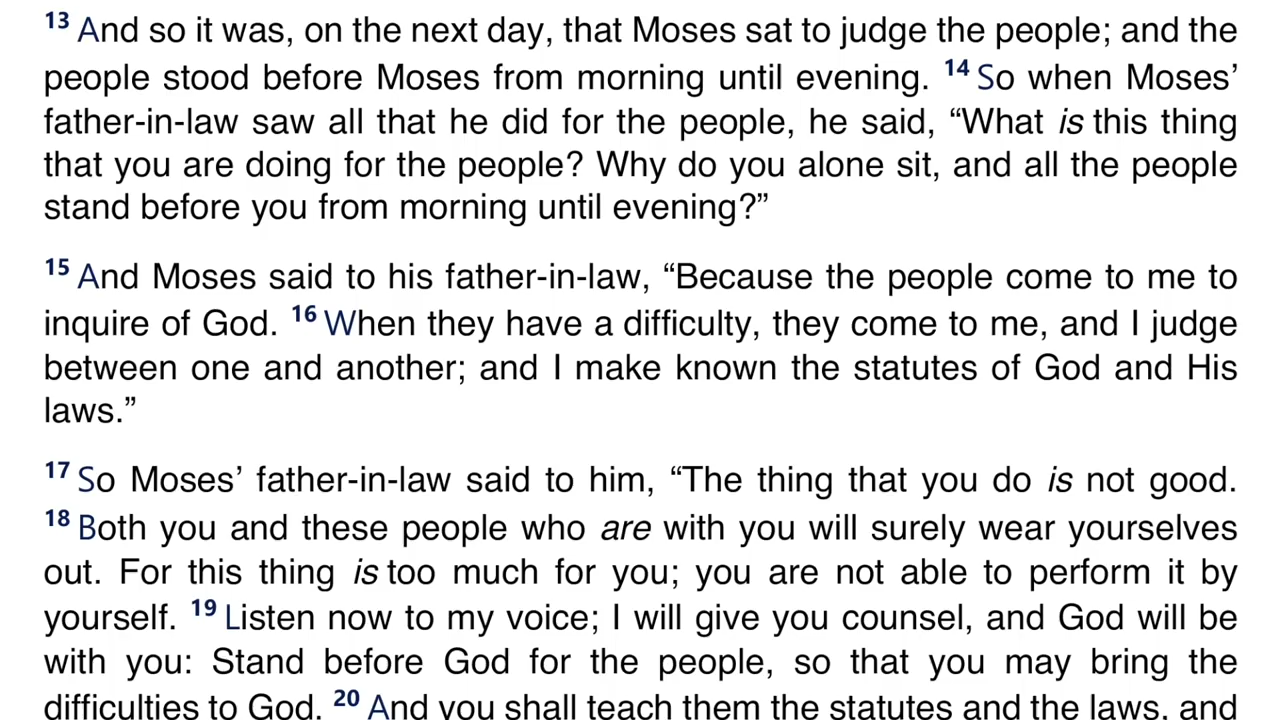 13 And so it was, on the next day, that Moses sat to judge the people; and the
people stood before Moses from morning until evening. 14 So when Moses’
father-in-law saw all that he did for the people, he said, “What is this thing
that you are doing for the people? Why do you alone sit, and all the people
stand before you from morning until evening?”
15 And Moses said to his father-in-law, “Because the people come to me to
inquire of God. 16 When they have a difficulty, they come to me, and I judge
between one and another; and I make known the statutes of God and His
laws.”
17 So Moses’ father-in-law said to him, “The thing that you do is not good.
18 Both you and these people who are with you will surely wear yourselves
out. For this thing is too much for you; you are not able to perform it by
yourself. 19 Listen now to my voice; I will give you counsel, and God will be
with you: Stand before God for the people, so that you may bring the
difficulties to God. 20 And you shall teach them the statutes and the laws, and